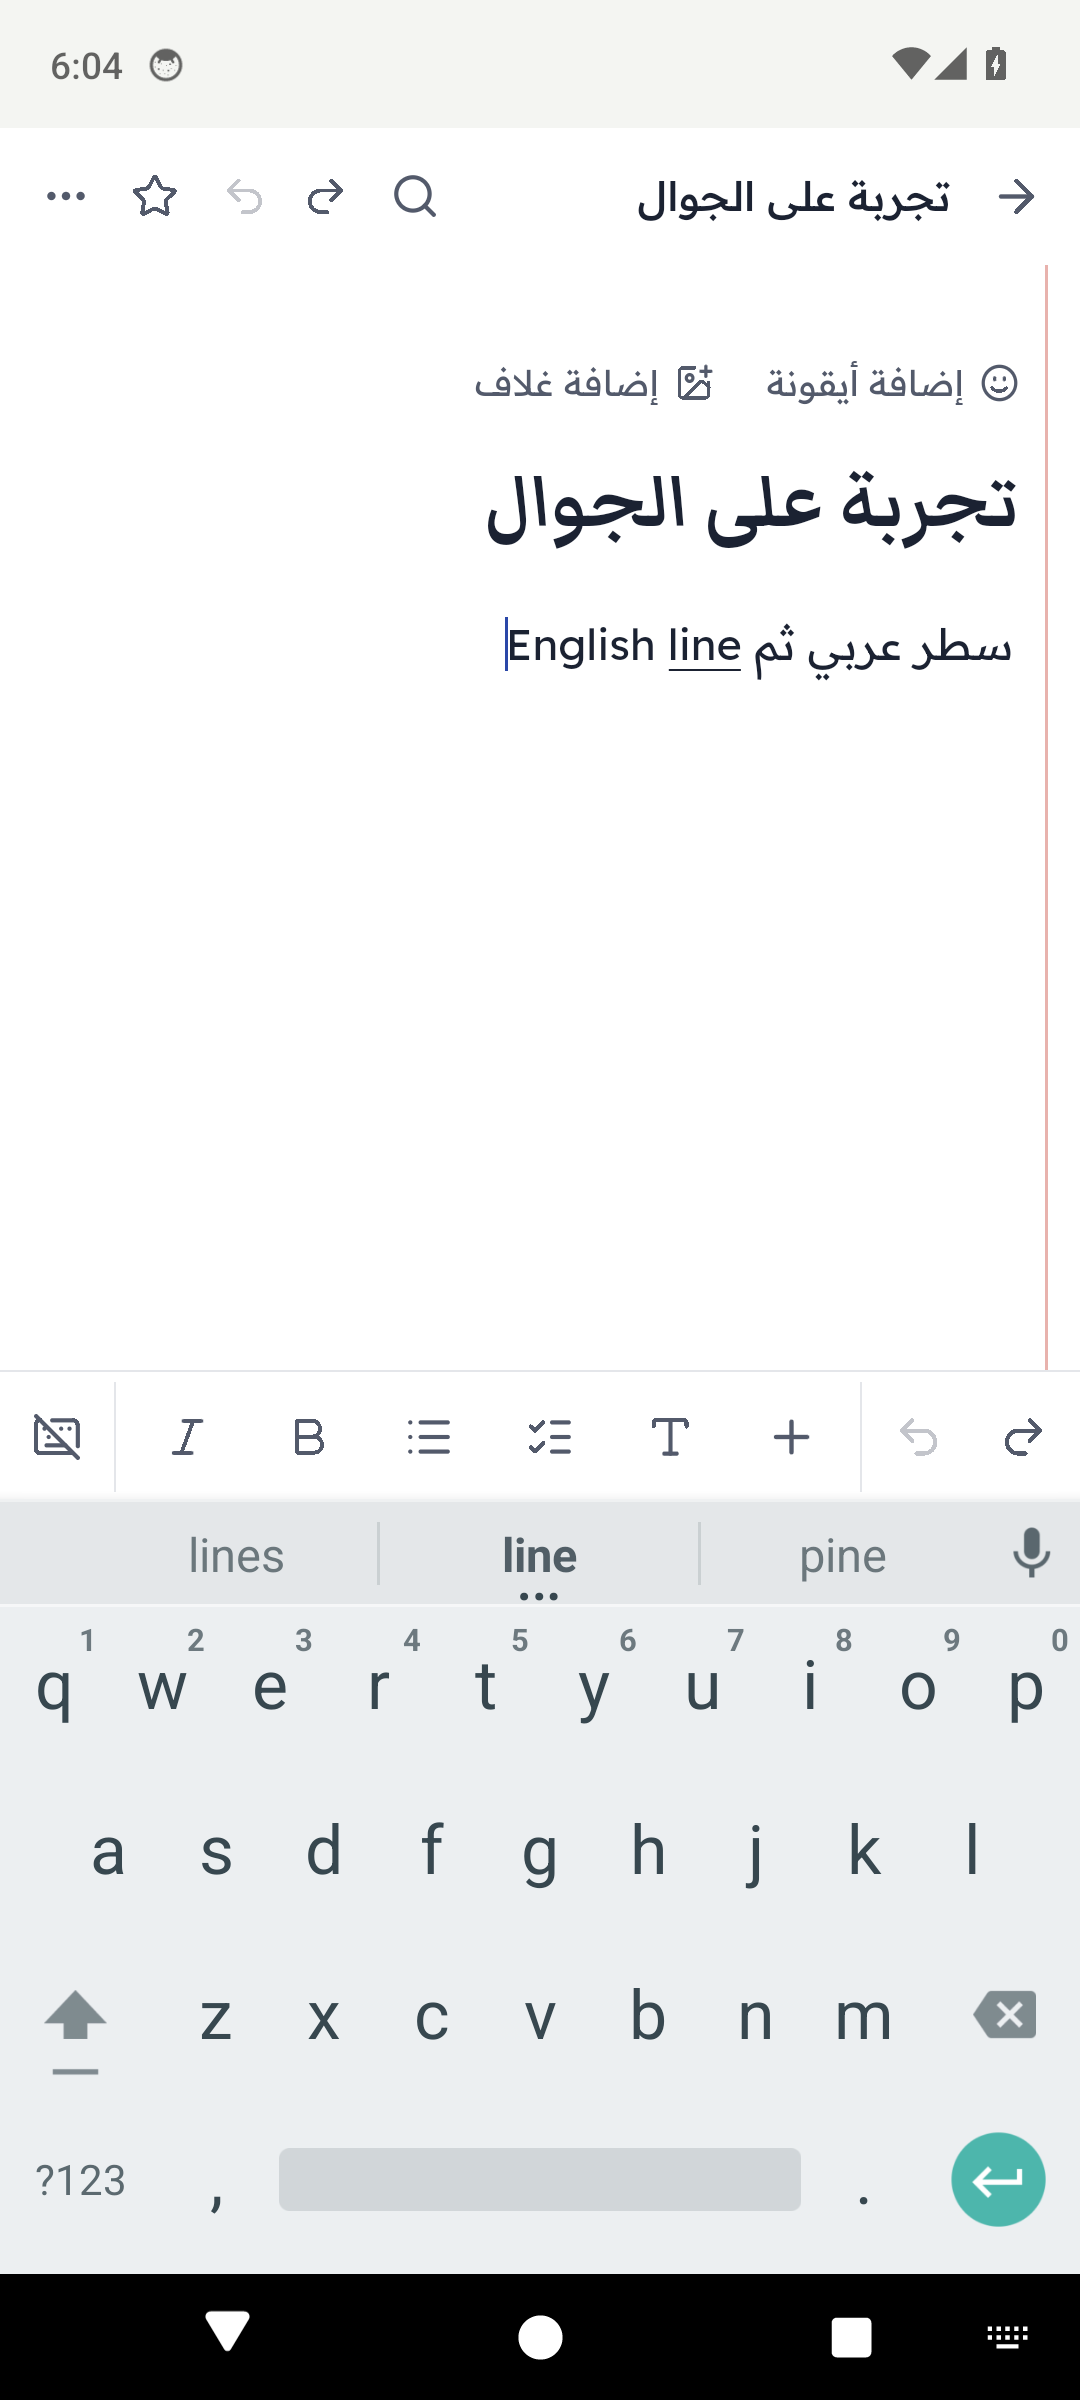 6:04
تجربة على الجوال
إضافة أيقونة
إضافة غلاف
تجربة على الجوال
سطر عربي ثم English line
lines line pine
1 2 3 4 5 6 7 8 9 0
q w e r t y u i o p
a s d f g h j k l
z x c v b n m
?123 , .